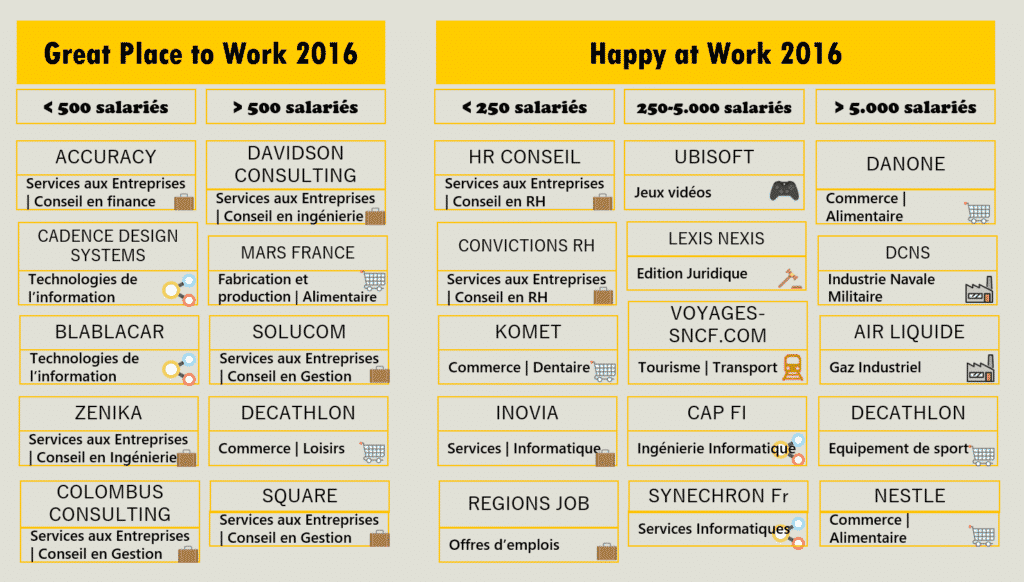 Great Place to Work 2016
< 500 salariés
> 500 salariés
ACCURACY
Services aux Entreprises
| Conseil en finance
CADENCE DESIGN
SYSTEMS
Technologies de
l’information
BLABLACAR
Technologies de
l’information
ZENIKA
Services aux Entreprises
| Conseil en Ingénierie
COLOMBUS
CONSULTING
Services aux Entreprises
| Conseil en Gestion
DAVIDSON
CONSULTING
Services aux Entreprises
| Conseil en ingénierie
MARS FRANCE
Fabrication et
production | Alimentaire
SOLUCOM
Services aux Entreprises
| Conseil en Gestion
DECATHLON
Commerce | Loisirs
SQUARE
Services aux Entreprises
| Conseil en Gestion
Happy at Work 2016
< 250 salariés
250-5.000 salariés
> 5.000 salariés
HR CONSEIL
Services aux Entreprises
| Conseil en RH
CONVICTIONS RH
Services aux Entreprises
| Conseil en RH
KOMET
Commerce | Dentaire
INOVIA
Services | Informatique
REGIONS JOB
Offres d’emplois
UBISOFT
Jeux vidéos
LEXIS NEXIS
Edition Juridique
VOYAGES-
SNCF.COM
Tourisme | Transport
CAP FI
Ingénierie Informatique
SYNECHRON Fr
Services Informatiques
DANONE
Commerce |
Alimentaire
DCNS
Industrie Navale
Militaire
AIR LIQUIDE
Gaz Industriel
DECATHLON
Equipement de sport
NESTLE
Commerce |
Alimentaire